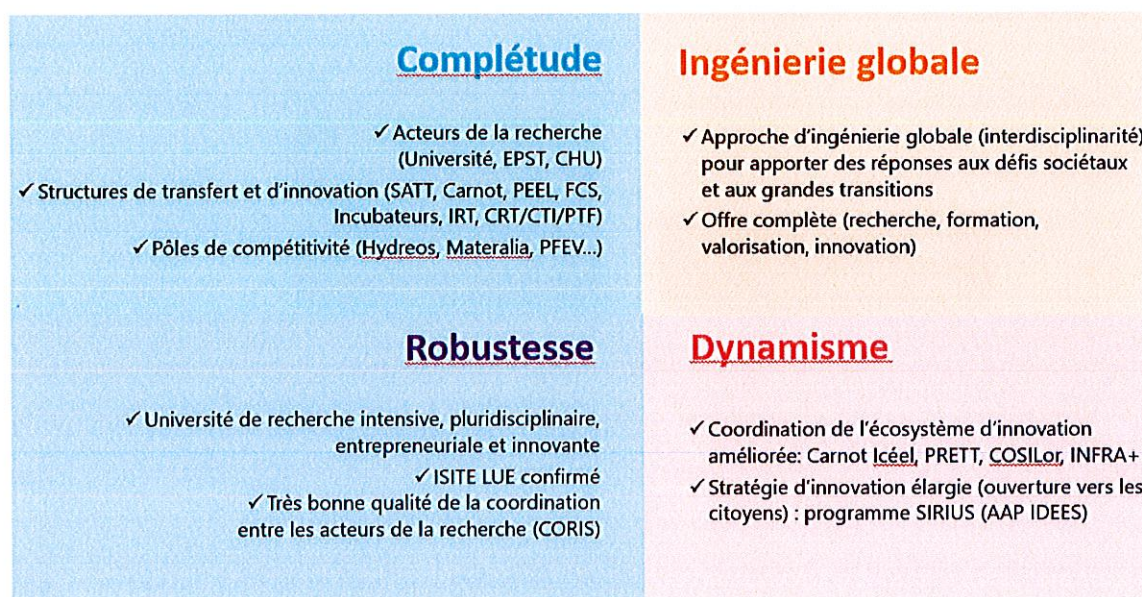 Complétude
✓ Acteurs de la recherche
(Université, EPST, CHU)
✓ Structures de transfert et d'innovation (SATT, Carnot, PEEL, FCS,
Incubateurs, IRT, CRT/CTI/PTF)
✓ Pôles de compétitivité (Hydreos, Materalia, PFEV...)
Ingénierie globale
✓ Approche d'ingénierie globale (interdisciplinarité)
pour apporter des réponses aux défis sociétaux
et aux grandes transitions
✓ Offre complète (recherche, formation,
valorisation, innovation)
Robustesse
✓ Université de recherche intensive, pluridisciplinaire,
entrepreneuriale et innovante
✓ ISITE LUE confirmé
✓ Très bonne qualité de la coordination
entre les acteurs de la recherche (CORIS)
Dynamisme
✓ Coordination de l'écosystème d'innovation
améliorée: Carnot Icéel, PRETT, COSILor, INFRA+
✓ Stratégie d'innovation élargie (ouverture vers les
citoyens) : programme SIRIUS (AAP IDEES)